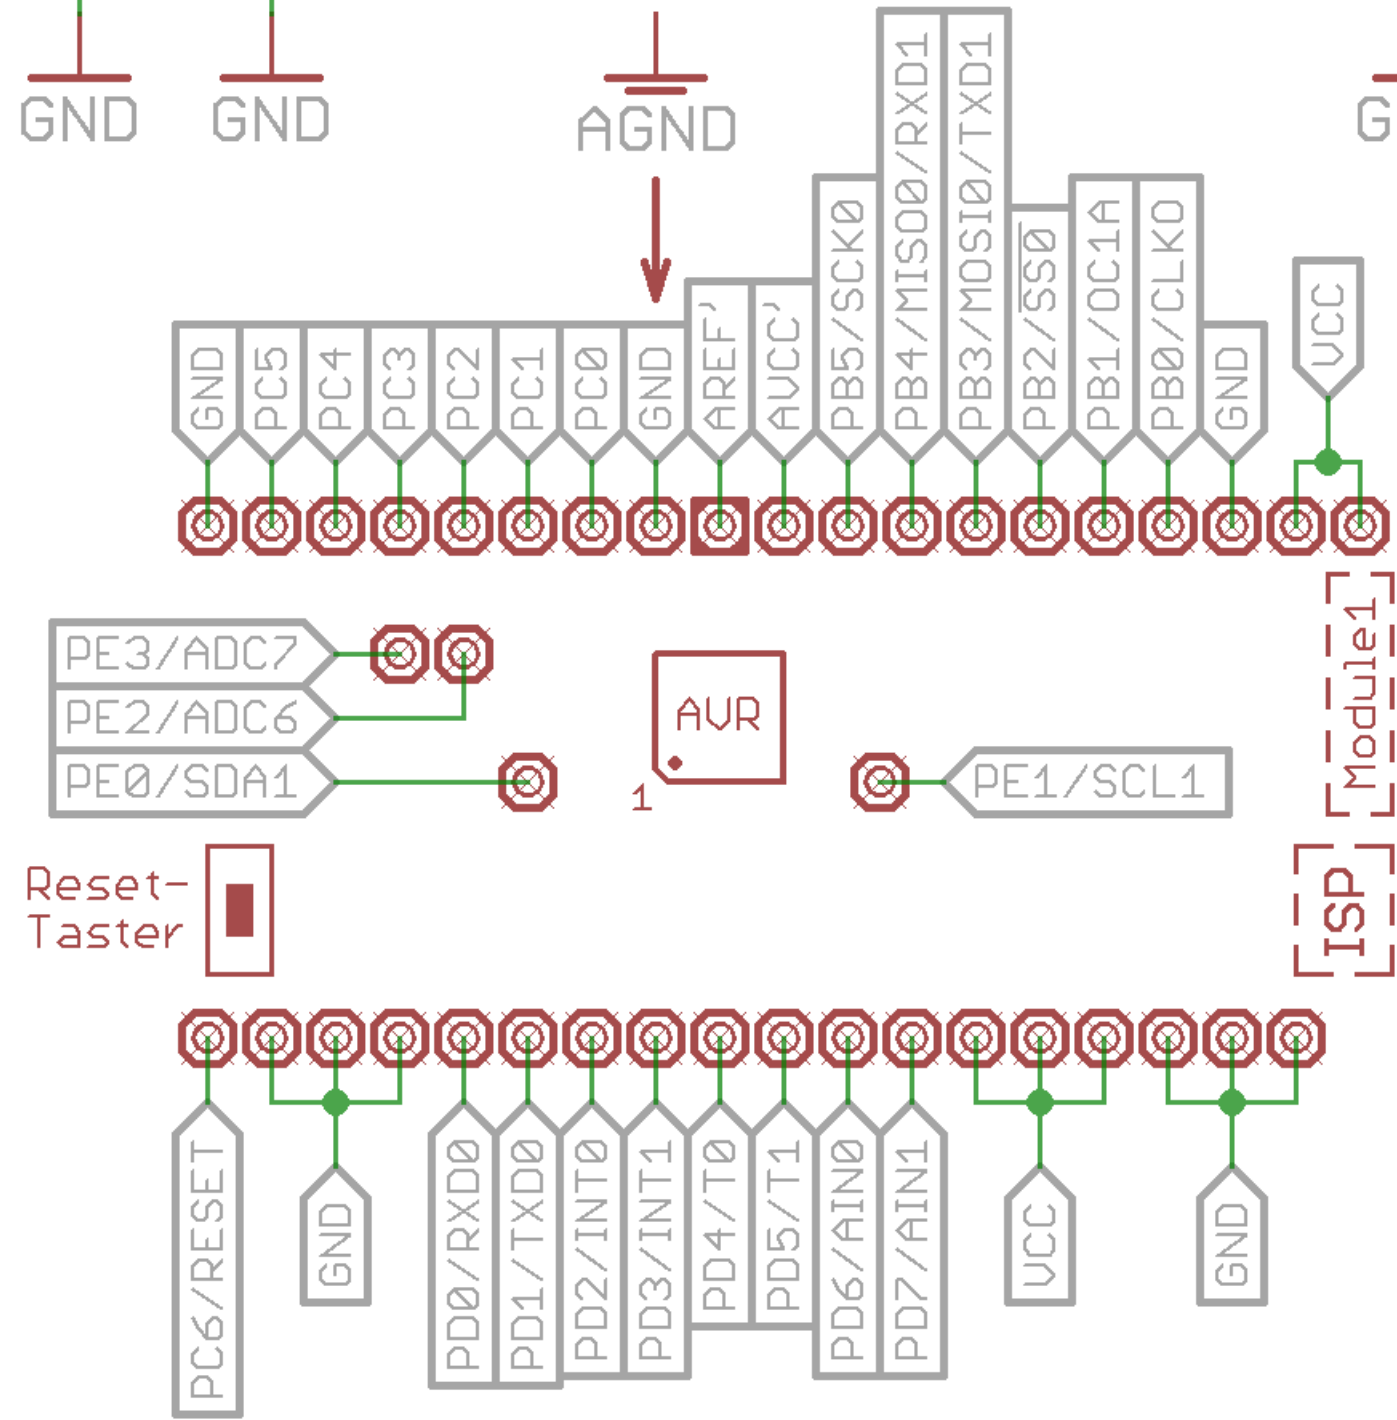 GND
GND
AGND
G
GND
PC5
PC4
PC3
PC2
PC1
PC0
GND
AREF'
AVCC'
PB5/SCK0
PB4/MISO0/RXD1
PB3/MOSI0/TXD1
PB2/SS0
PB1/OC1A
PB0/CLKO
GND
VCC
PE3/ADC7
PE2/ADC6
PE0/SDA1
AVR
1
PE1/SCL1
Module1
Reset-
Taster
ISP
PC6/RESET
GND
PD0/RXD0
PD1/TXD0
PD2/INT0
PD3/INT1
PD4/T0
PD5/T1
PD6/AIN0
PD7/AIN1
VCC
GND